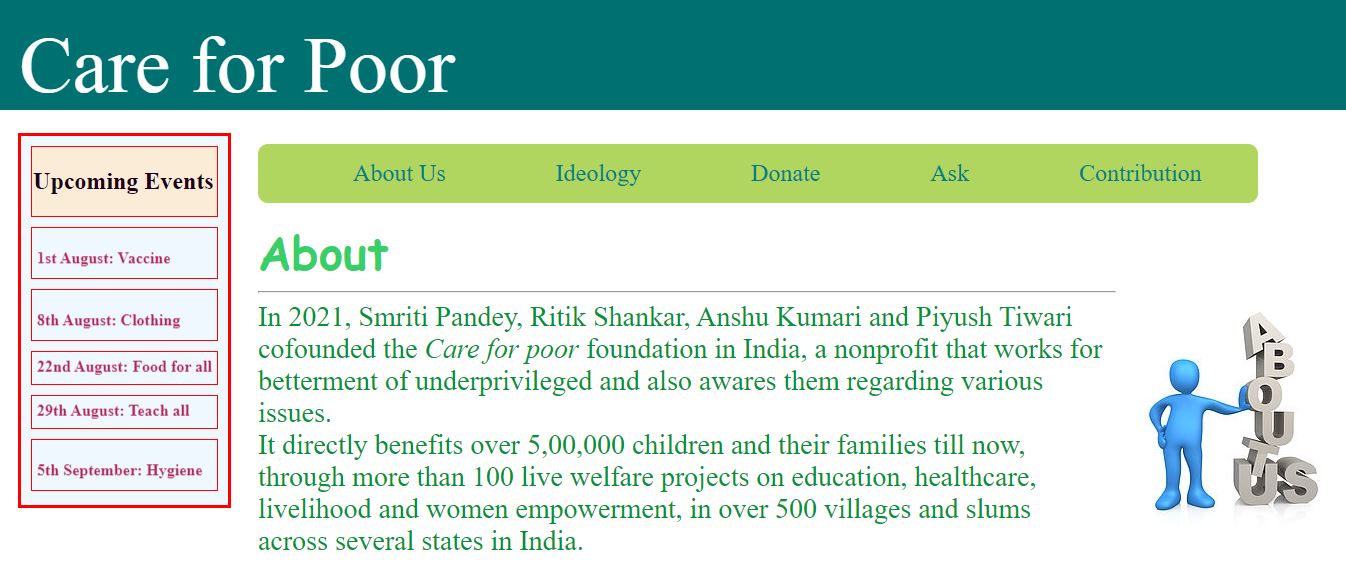 Care for Poor
Upcoming Events
1st August: Vaccine
8th August: Clothing
22nd August: Food for all
29th August: Teach all
5th September: Hygiene
About Us Ideology Donate Ask Contribution
About
In 2021, Smriti Pandey, Ritik Shankar, Anshu Kumari and Piyush Tiwari
cofounded the Care for poor foundation in India, a nonprofit that works for
betterment of underprivileged and also awares them regarding various
issues.
It directly benefits over 5,00,000 children and their families till now,
through more than 100 live welfare projects on education, healthcare,
livelihood and women empowerment, in over 500 villages and slums
across several states in India.
ABOUT
US